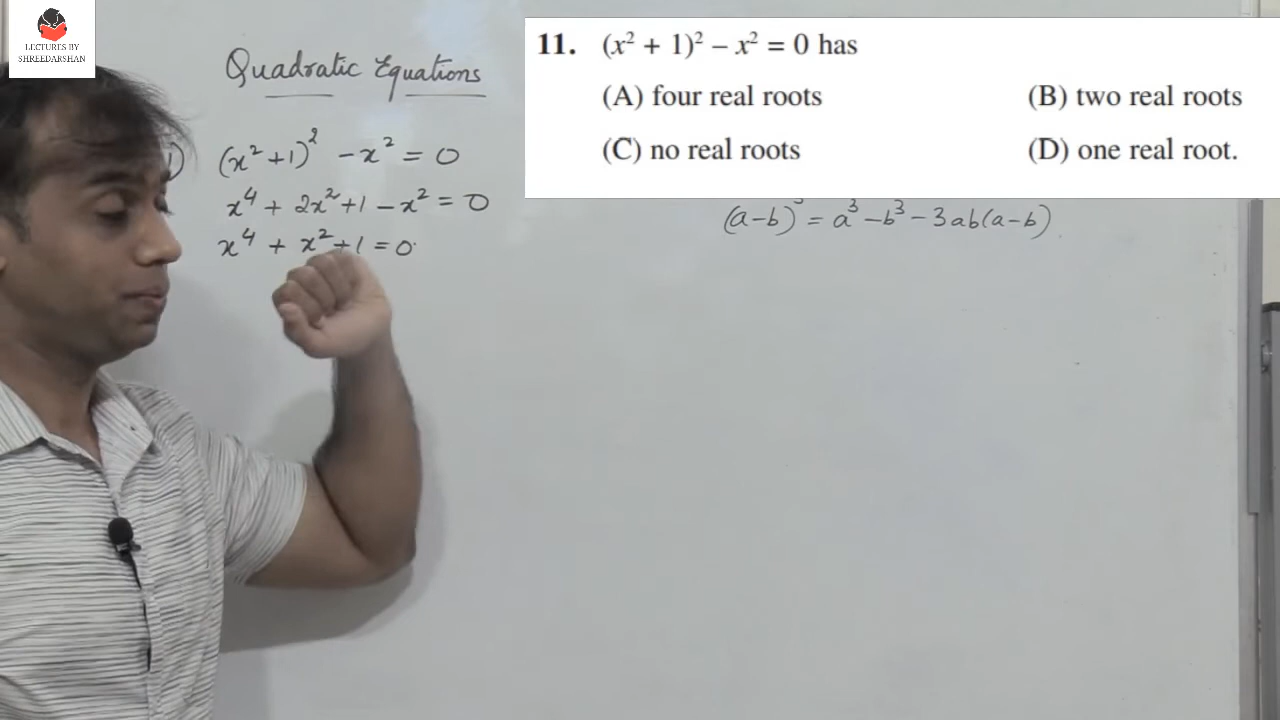 LECTURES BY
SHREEDARSHAN
11. (x² + 1)² – x² = 0 has
(A) four real roots
(B) two real roots
(C) no real roots
(D) one real root.
Quadratic Equations
1) (x²+1)² - x² = 0
x⁴ + 2x²+1 - x² = 0
x⁴ + x²+1 = 0
(a-b)³ = a³ - b³ - 3ab(a-b)